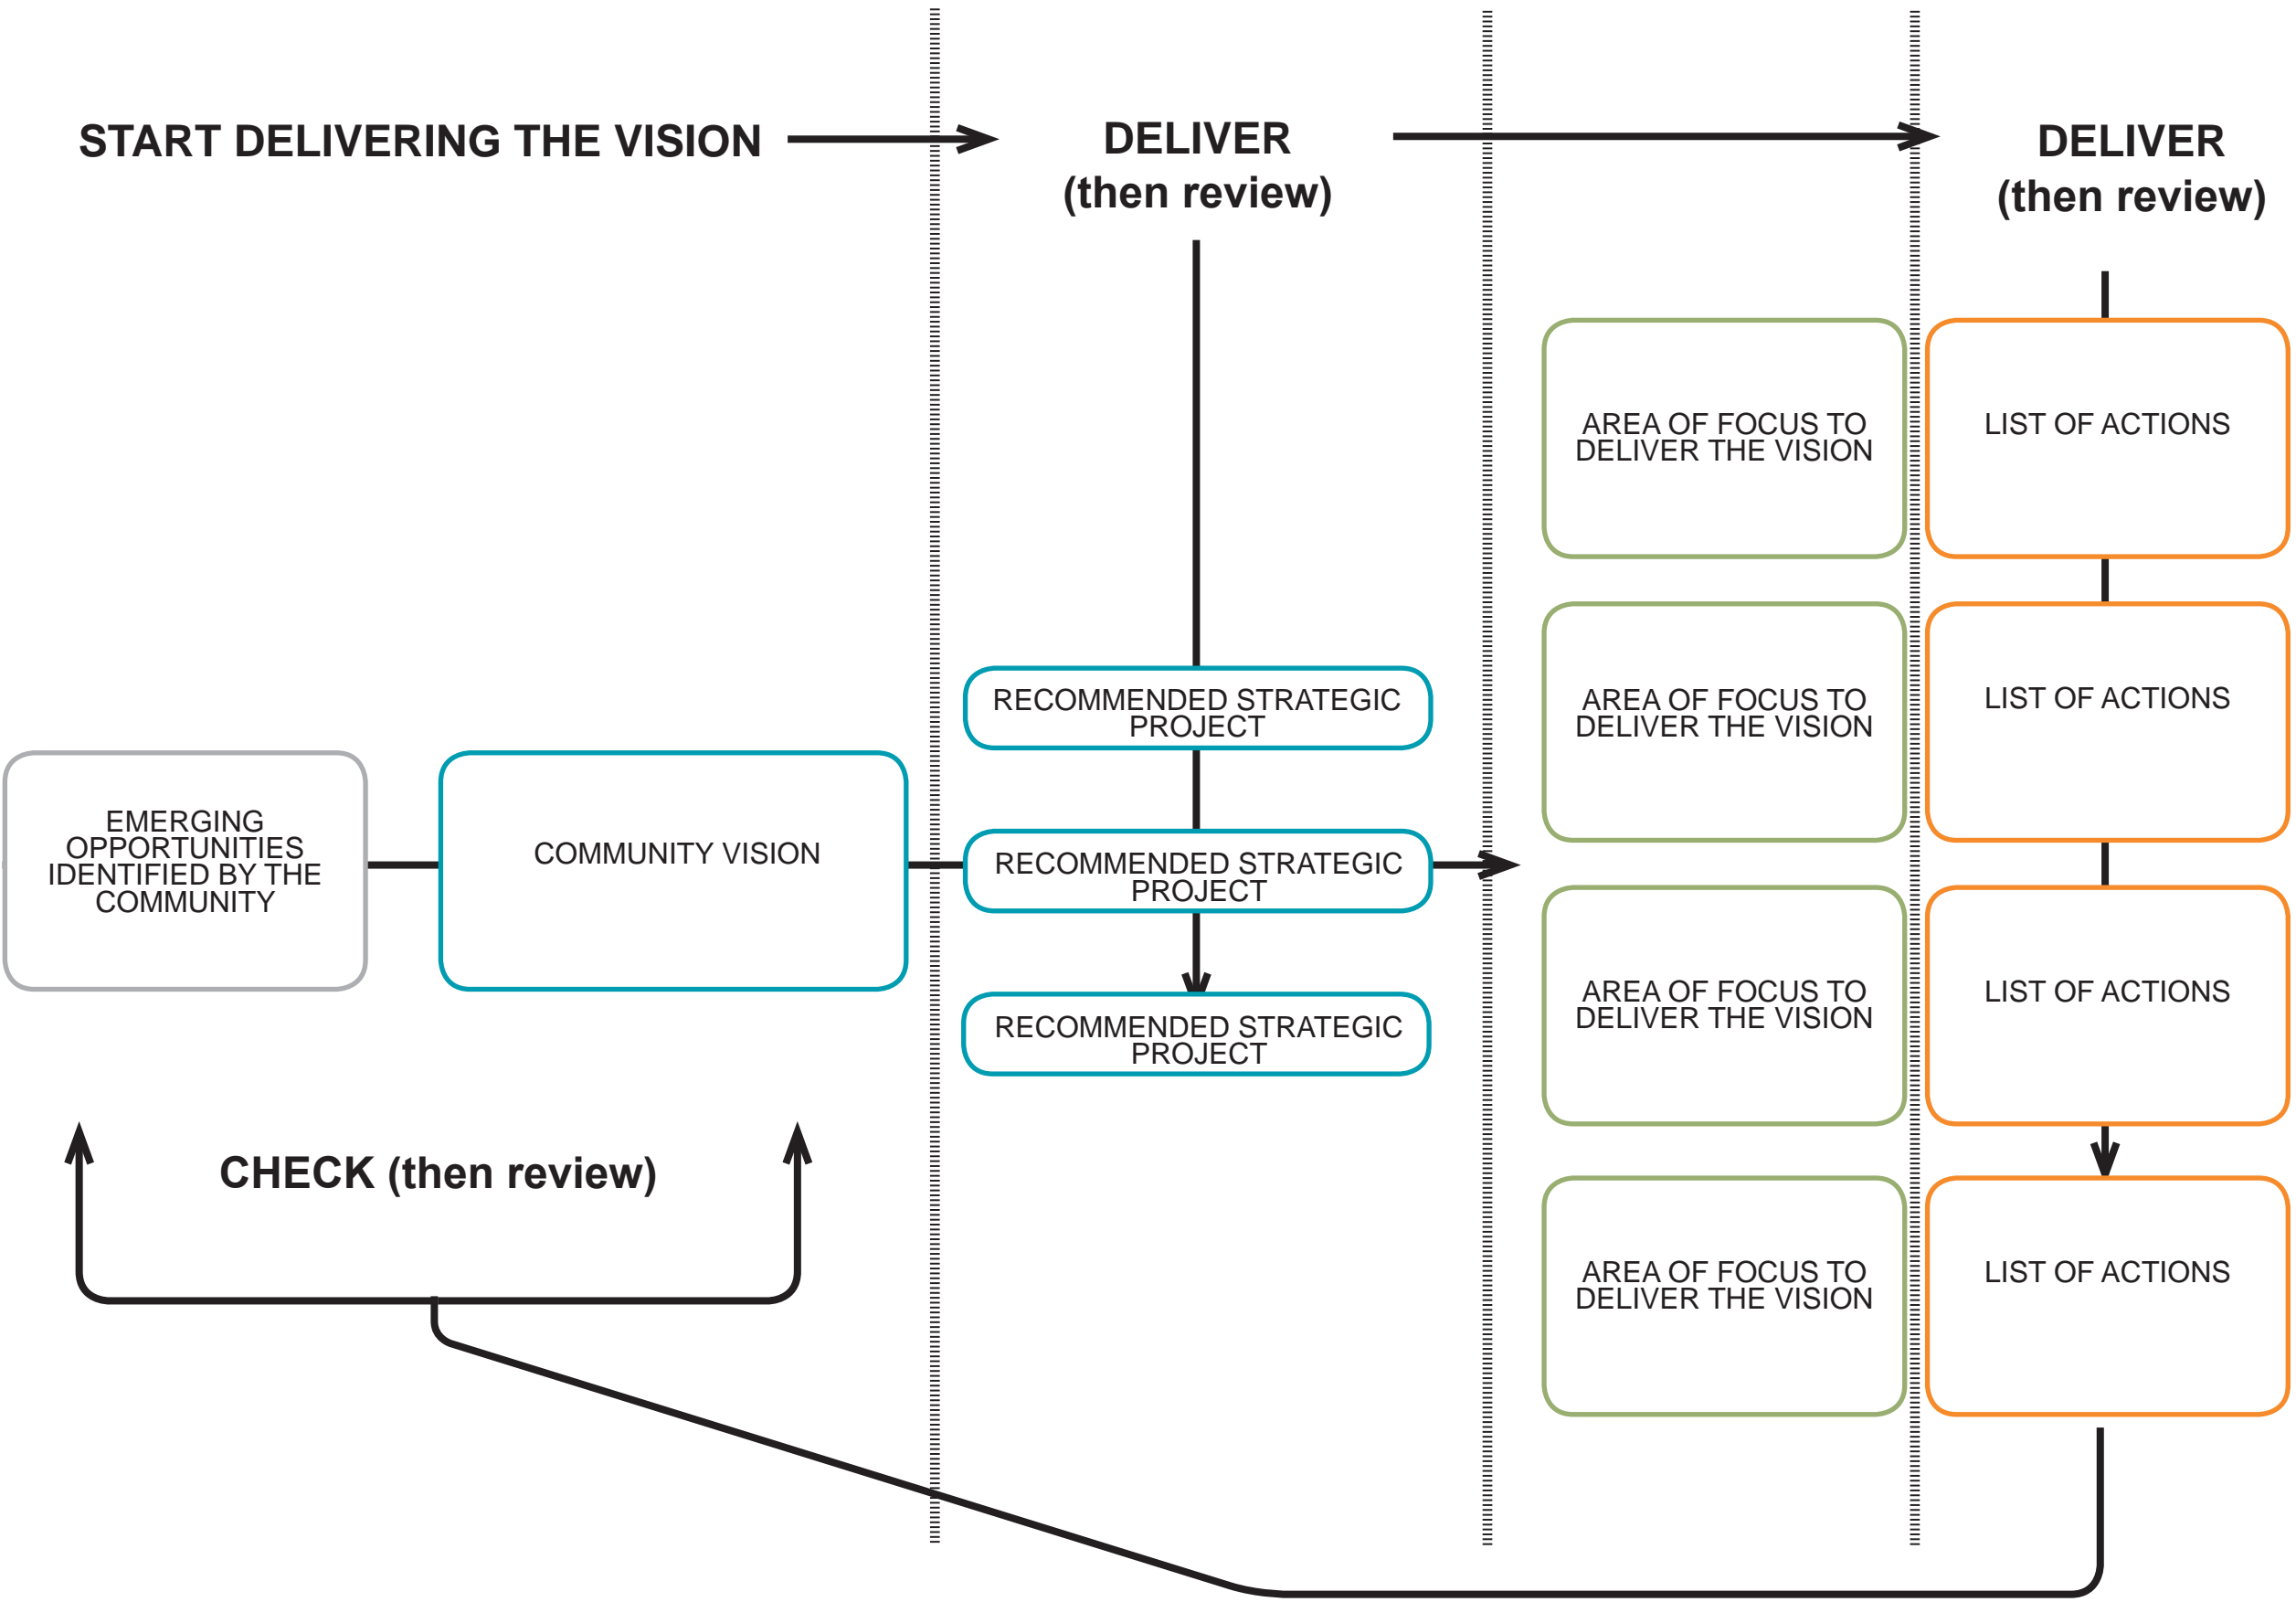 START DELIVERING THE VISION
DELIVER
(then review)
DELIVER
(then review)
EMERGING
OPPORTUNITIES
IDENTIFIED BY THE
COMMUNITY
COMMUNITY VISION
RECOMMENDED STRATEGIC
PROJECT
RECOMMENDED STRATEGIC
PROJECT
RECOMMENDED STRATEGIC
PROJECT
AREA OF FOCUS TO
DELIVER THE VISION
LIST OF ACTIONS
AREA OF FOCUS TO
DELIVER THE VISION
LIST OF ACTIONS
AREA OF FOCUS TO
DELIVER THE VISION
LIST OF ACTIONS
AREA OF FOCUS TO
DELIVER THE VISION
LIST OF ACTIONS
CHECK (then review)